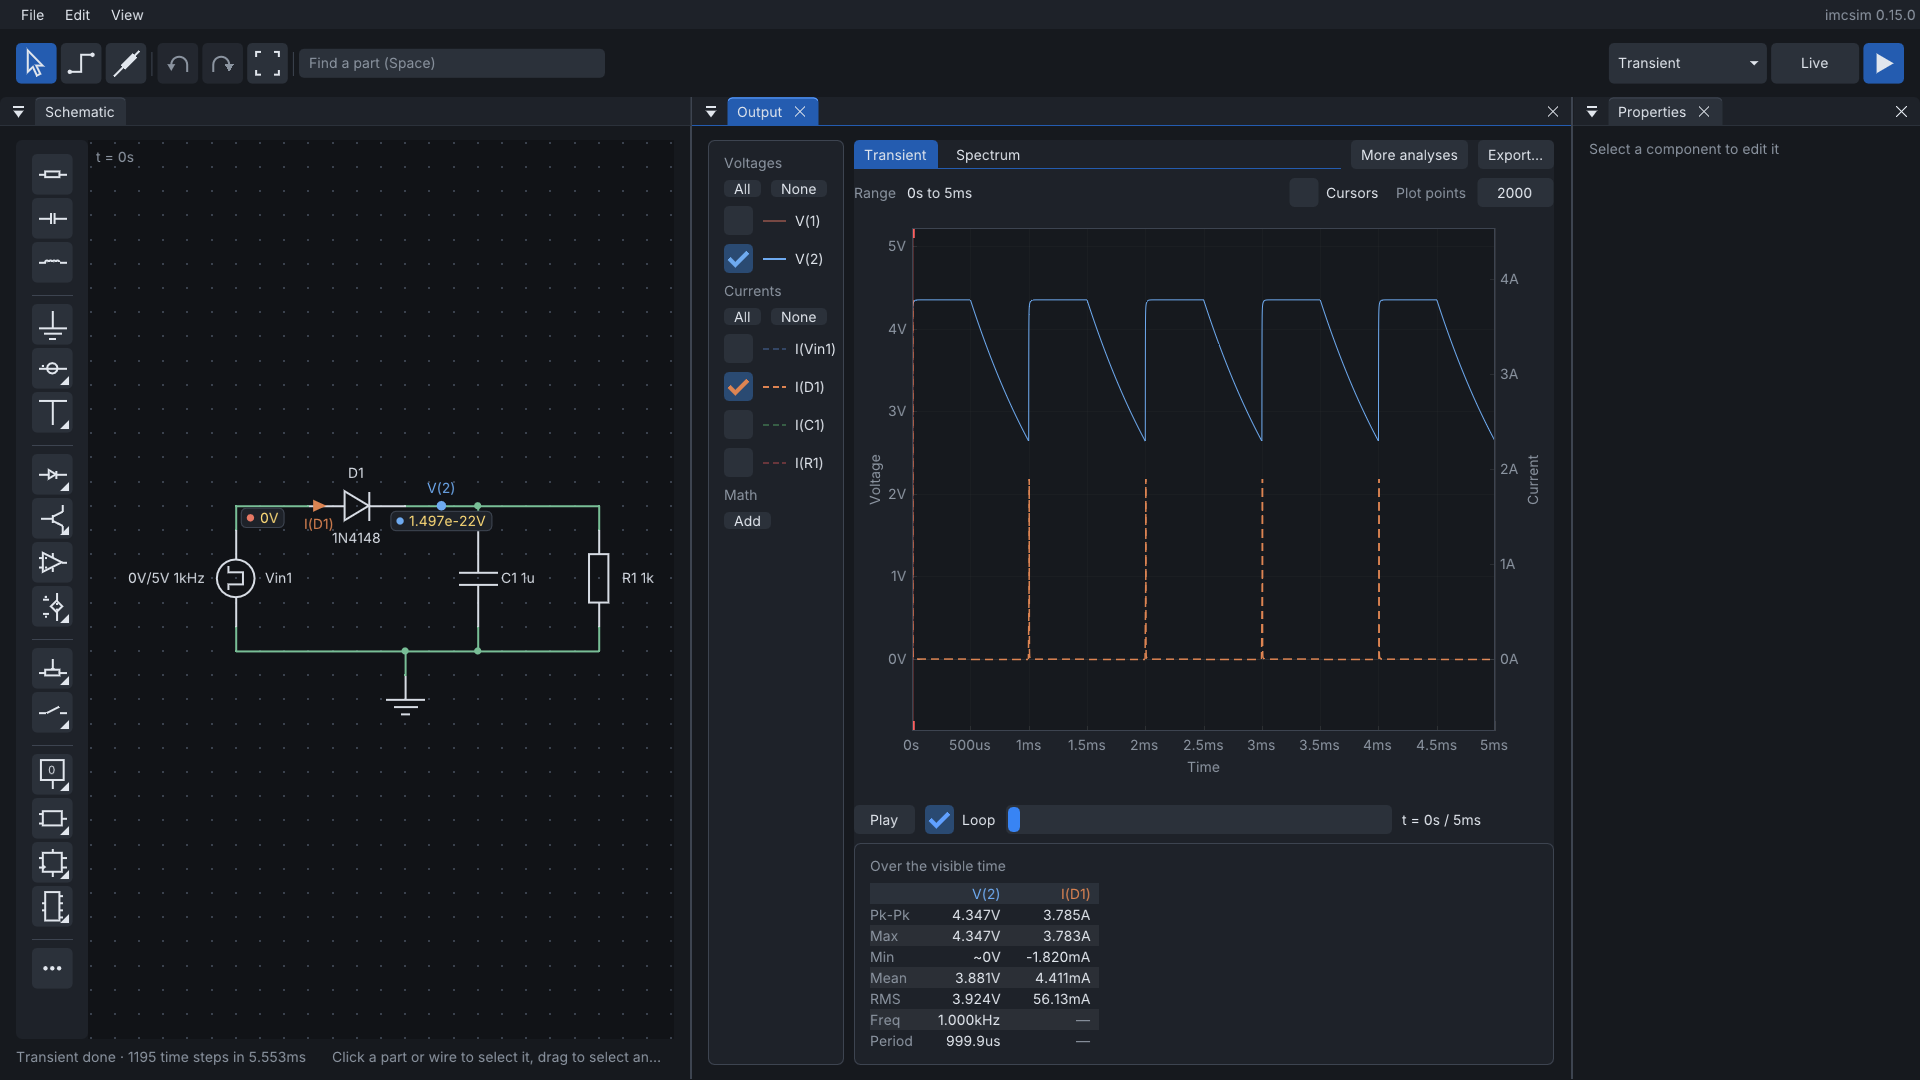 File Edit View
imcsim 0.15.0
Find a part (Space)
Transient
Live
Schematic
Output
Properties
t = 0s
Select a component to edit it
Voltages
All None
V(1)
V(2)
Currents
All None
I(Vin1)
I(D1)
I(C1)
I(R1)
Math
Add
Transient Spectrum
More analyses Export...
Range 0s to 5ms
Cursors Plot points 2000
5V
4V
3V
2V
1V
0V
Voltage
4A
3A
2A
1A
0A
Current
0s 500us 1ms 1.5ms 2ms 2.5ms 3ms 3.5ms 4ms 4.5ms 5ms
Time
D1
V(2)
0V
I(D1)
1.497e-22V
1N4148
0V/5V 1kHz
Vin1
C1 1u
R1 1k
0
Play
Loop
t = 0s / 5ms
Over the visible time
V(2) I(D1)
Pk-Pk 4.347V 3.785A
Max 4.347V 3.783A
Min ~0V -1.820mA
Mean 3.881V 4.411mA
RMS 3.924V 56.13mA
Freq 1.000kHz —
Period 999.9us —
Transient done · 1195 time steps in 5.553ms
Click a part or wire to select it, drag to select an...